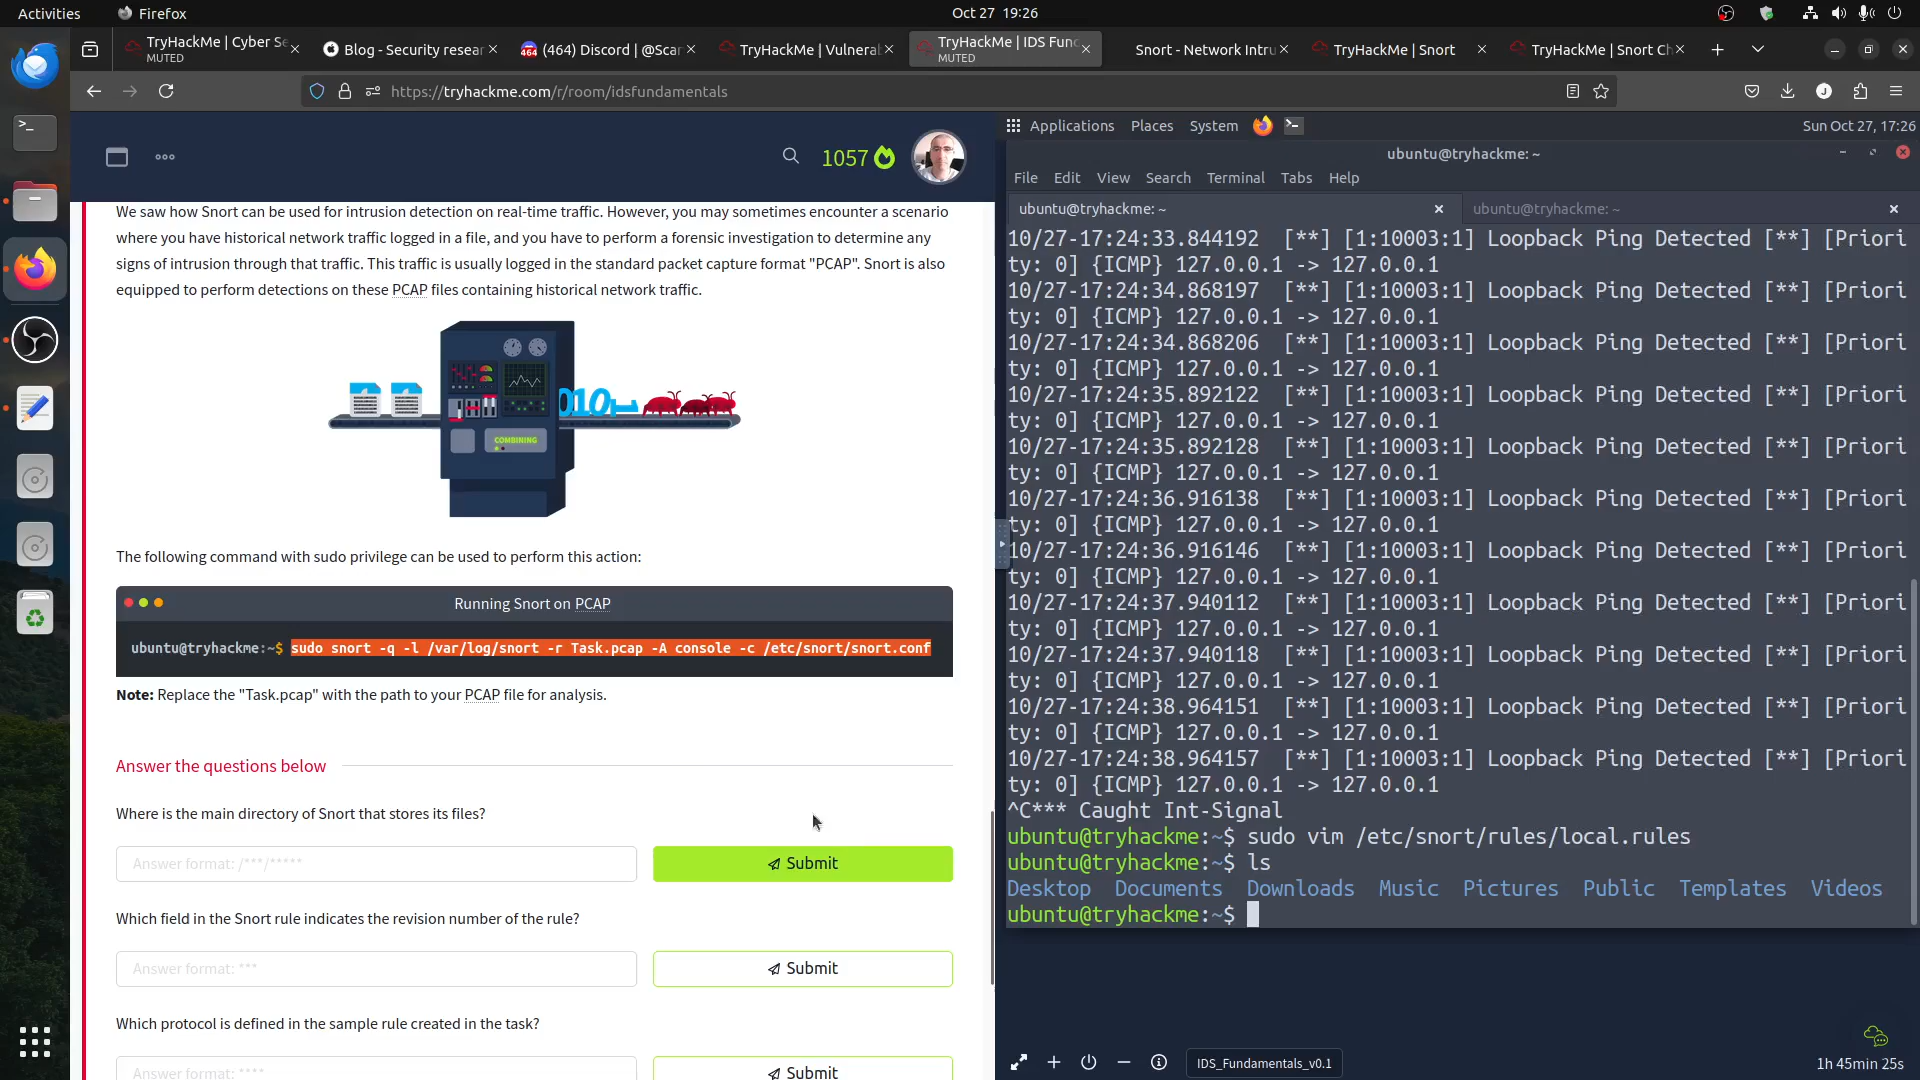 Activities
Firefox
Oct 27 19:26
TryHackMe | Cyber Se
MUTED
Blog - Security resear
(464) Discord | @Scar
TryHackMe | Vulneral
TryHackMe | IDS Func
MUTED
Snort - Network Intru
TryHackMe | Snort
TryHackMe | Snort Ch
https://tryhackme.com/r/room/idsfundamentals
1057
We saw how Snort can be used for intrusion detection on real-time traffic. However, you may sometimes encounter a scenario
where you have historical network traffic logged in a file, and you have to perform a forensic investigation to determine any
signs of intrusion through that traffic. This traffic is usually logged in the standard packet capture format "PCAP". Snort is also
equipped to perform detections on these PCAP files containing historical network traffic.
COMBINING
The following command with sudo privilege can be used to perform this action:
Running Snort on PCAP
ubuntu@tryhackme:~$ sudo snort -q -l /var/log/snort -r Task.pcap -A console -c /etc/snort/snort.conf
Note: Replace the "Task.pcap" with the path to your PCAP file for analysis.
Answer the questions below
Where is the main directory of Snort that stores its files?
Answer format: /***/*****
Submit
Which field in the Snort rule indicates the revision number of the rule?
Answer format: ***
Submit
Which protocol is defined in the sample rule created in the task?
Answer format: ****
Submit
Applications Places System
Sun Oct 27, 17:26
ubuntu@tryhackme: ~
File Edit View Search Terminal Tabs Help
ubuntu@tryhackme: ~
ubuntu@tryhackme: ~
10/27-17:24:33.844192 [**] [1:10003:1] Loopback Ping Detected [**] [Priori
ty: 0] {ICMP} 127.0.0.1 -> 127.0.0.1
10/27-17:24:34.868197 [**] [1:10003:1] Loopback Ping Detected [**] [Priori
ty: 0] {ICMP} 127.0.0.1 -> 127.0.0.1
10/27-17:24:34.868206 [**] [1:10003:1] Loopback Ping Detected [**] [Priori
ty: 0] {ICMP} 127.0.0.1 -> 127.0.0.1
10/27-17:24:35.892122 [**] [1:10003:1] Loopback Ping Detected [**] [Priori
ty: 0] {ICMP} 127.0.0.1 -> 127.0.0.1
10/27-17:24:35.892128 [**] [1:10003:1] Loopback Ping Detected [**] [Priori
ty: 0] {ICMP} 127.0.0.1 -> 127.0.0.1
10/27-17:24:36.916138 [**] [1:10003:1] Loopback Ping Detected [**] [Priori
ty: 0] {ICMP} 127.0.0.1 -> 127.0.0.1
10/27-17:24:36.916146 [**] [1:10003:1] Loopback Ping Detected [**] [Priori
ty: 0] {ICMP} 127.0.0.1 -> 127.0.0.1
10/27-17:24:37.940112 [**] [1:10003:1] Loopback Ping Detected [**] [Priori
ty: 0] {ICMP} 127.0.0.1 -> 127.0.0.1
10/27-17:24:37.940118 [**] [1:10003:1] Loopback Ping Detected [**] [Priori
ty: 0] {ICMP} 127.0.0.1 -> 127.0.0.1
10/27-17:24:38.964151 [**] [1:10003:1] Loopback Ping Detected [**] [Priori
ty: 0] {ICMP} 127.0.0.1 -> 127.0.0.1
10/27-17:24:38.964157 [**] [1:10003:1] Loopback Ping Detected [**] [Priori
ty: 0] {ICMP} 127.0.0.1 -> 127.0.0.1
^C*** Caught Int-Signal
ubuntu@tryhackme:~$ sudo vim /etc/snort/rules/local.rules
ubuntu@tryhackme:~$ ls
Desktop Documents Downloads Music Pictures Public Templates Videos
ubuntu@tryhackme:~$
IDS_Fundamentals_v0.1
1h 45min 25s